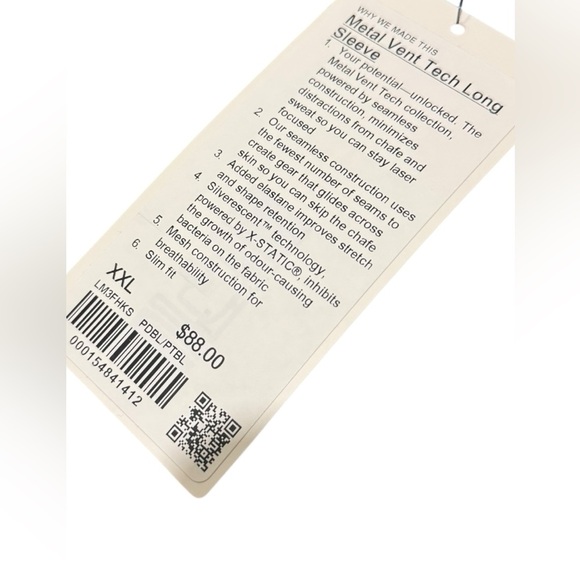 WHY WE MADE THIS
Metal Vent Tech Long
Sleeve
1. Your potential—unlocked. The
Metal Vent Tech collection,
powered by seamless
construction, minimizes
distractions from chafe and
sweat so you can stay laser
focused
2. Our seamless construction uses
the fewest number of seams to
create gear that glides across
skin so you can skip the chafe
3. Added elastane improves stretch
and shape retention
4. Silverescent™ technology,
powered by X-STATIC®, inhibits
the growth of odour-causing
bacteria on the fabric
5. Mesh construction for
breathability
6. Slim fit
XXL
$88.00
LM3FHKS PDBL/PTBL
000154841412